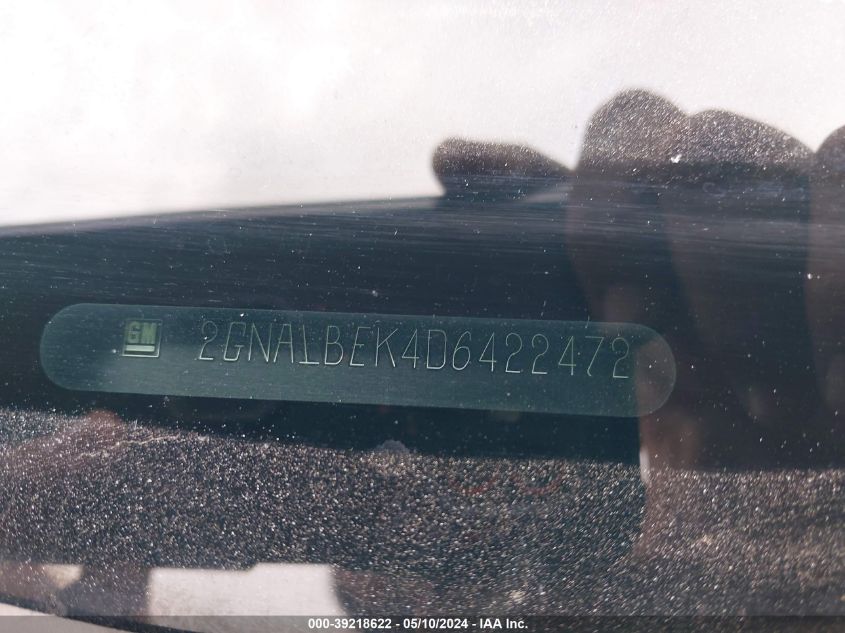 GM 2GNALBEK4D6422472
000-39218622 - 05/10/2024 - IAA Inc.